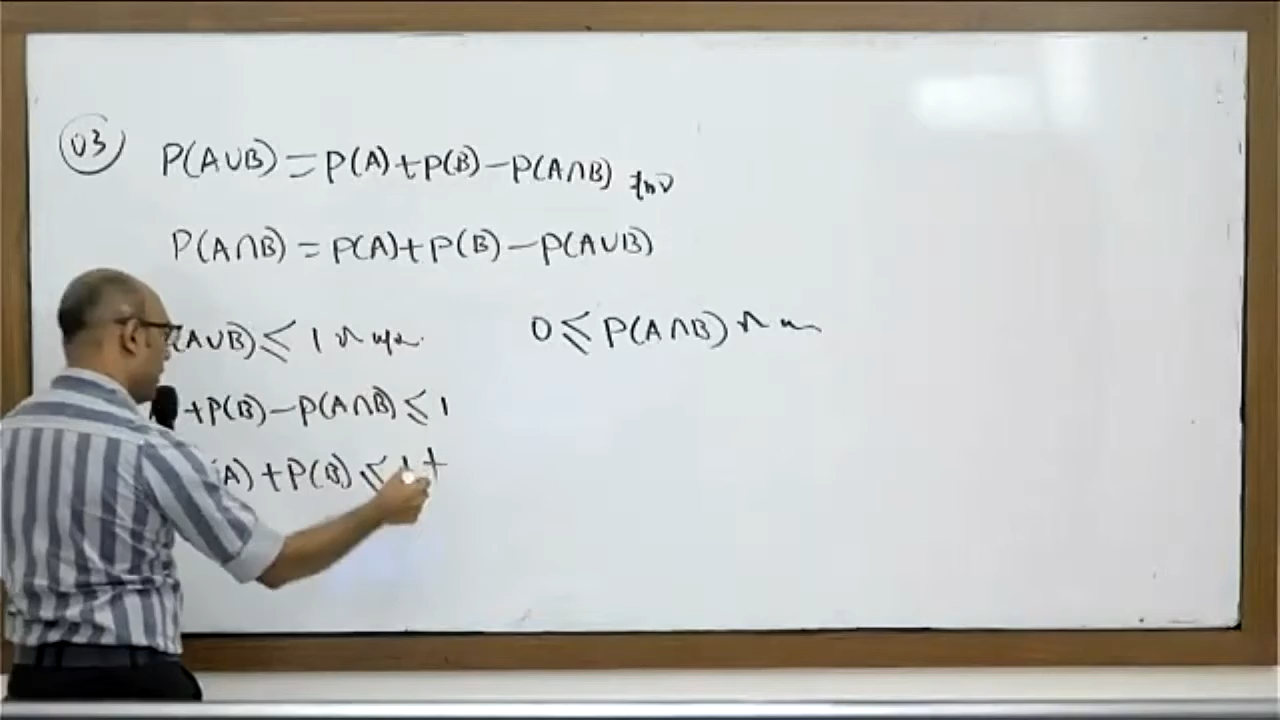 03 P(A∪B) = P(A)+P(B)-P(A∩B)
P(A∩B) = P(A)+P(B)-P(A∪B)
(A∪B) ≤ 1
0 ≤ P(A∩B)
+P(B)-P(A∩B) ≤ 1
(A)+P(B) ≤ 1+